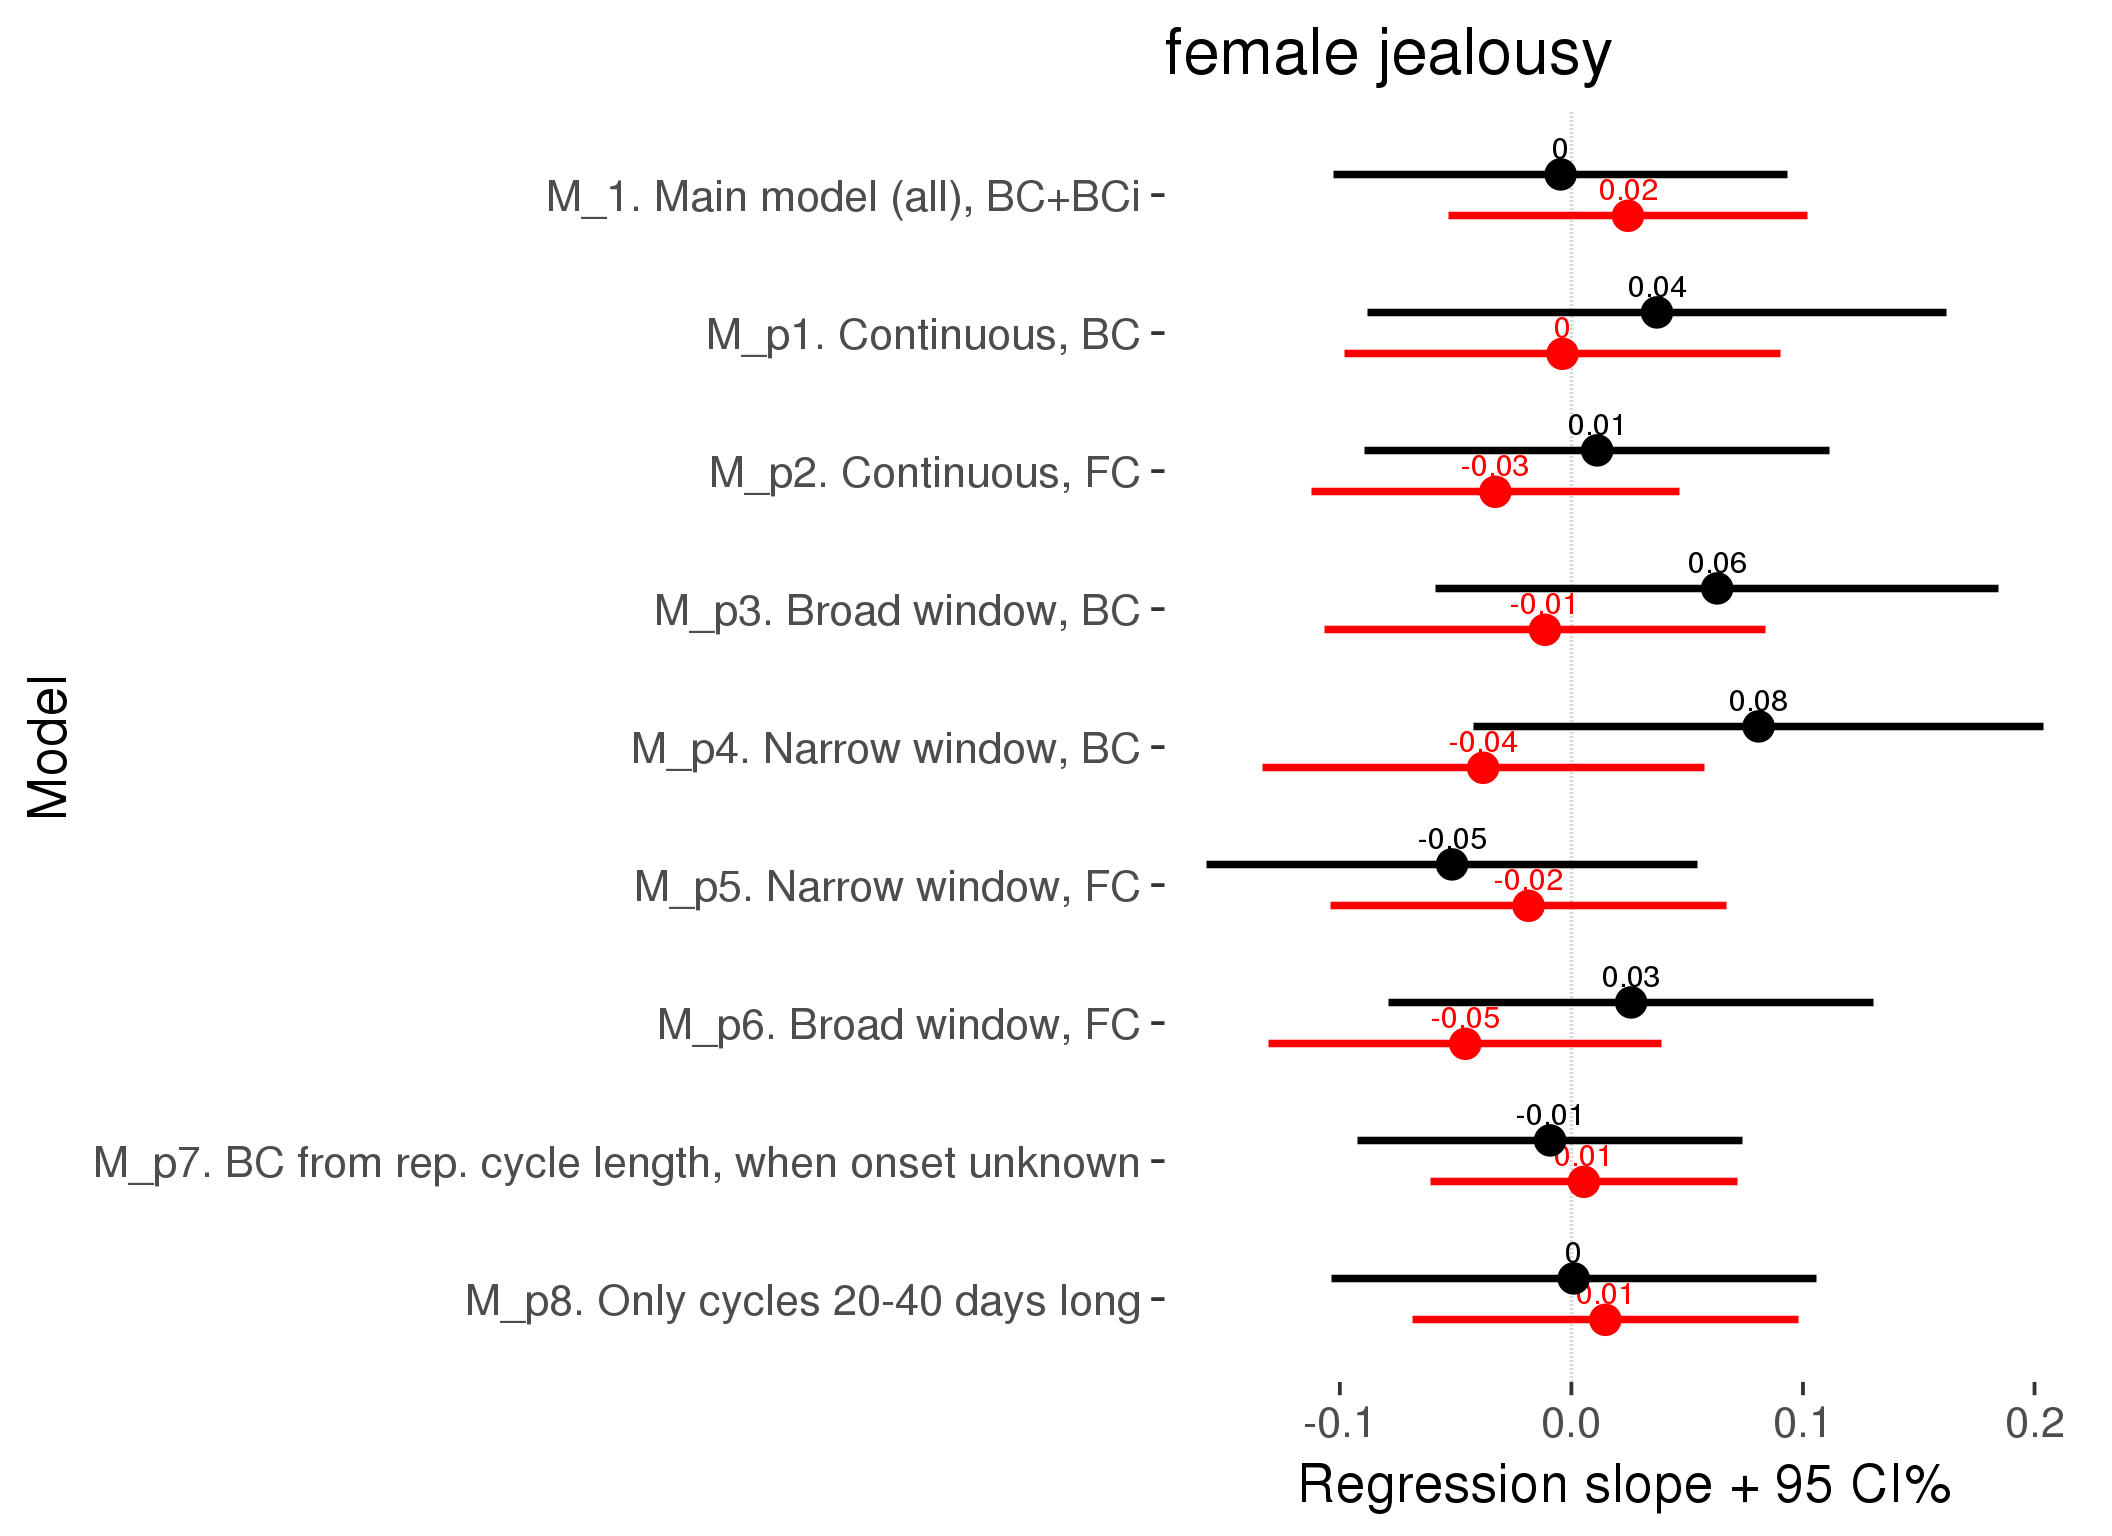 female jealousy
Model
M_1. Main model (all), BC+BCi
0
0.02
M_p1. Continuous, BC
0.04
0
M_p2. Continuous, FC
0.01
-0.03
M_p3. Broad window, BC
0.06
-0.01
M_p4. Narrow window, BC
0.08
-0.04
M_p5. Narrow window, FC
-0.05
-0.02
M_p6. Broad window, FC
0.03
-0.05
M_p7. BC from rep. cycle length, when onset unknown
-0.01
0.01
M_p8. Only cycles 20-40 days long
0
0.01
-0.1 0.0 0.1 0.2
Regression slope + 95 CI%